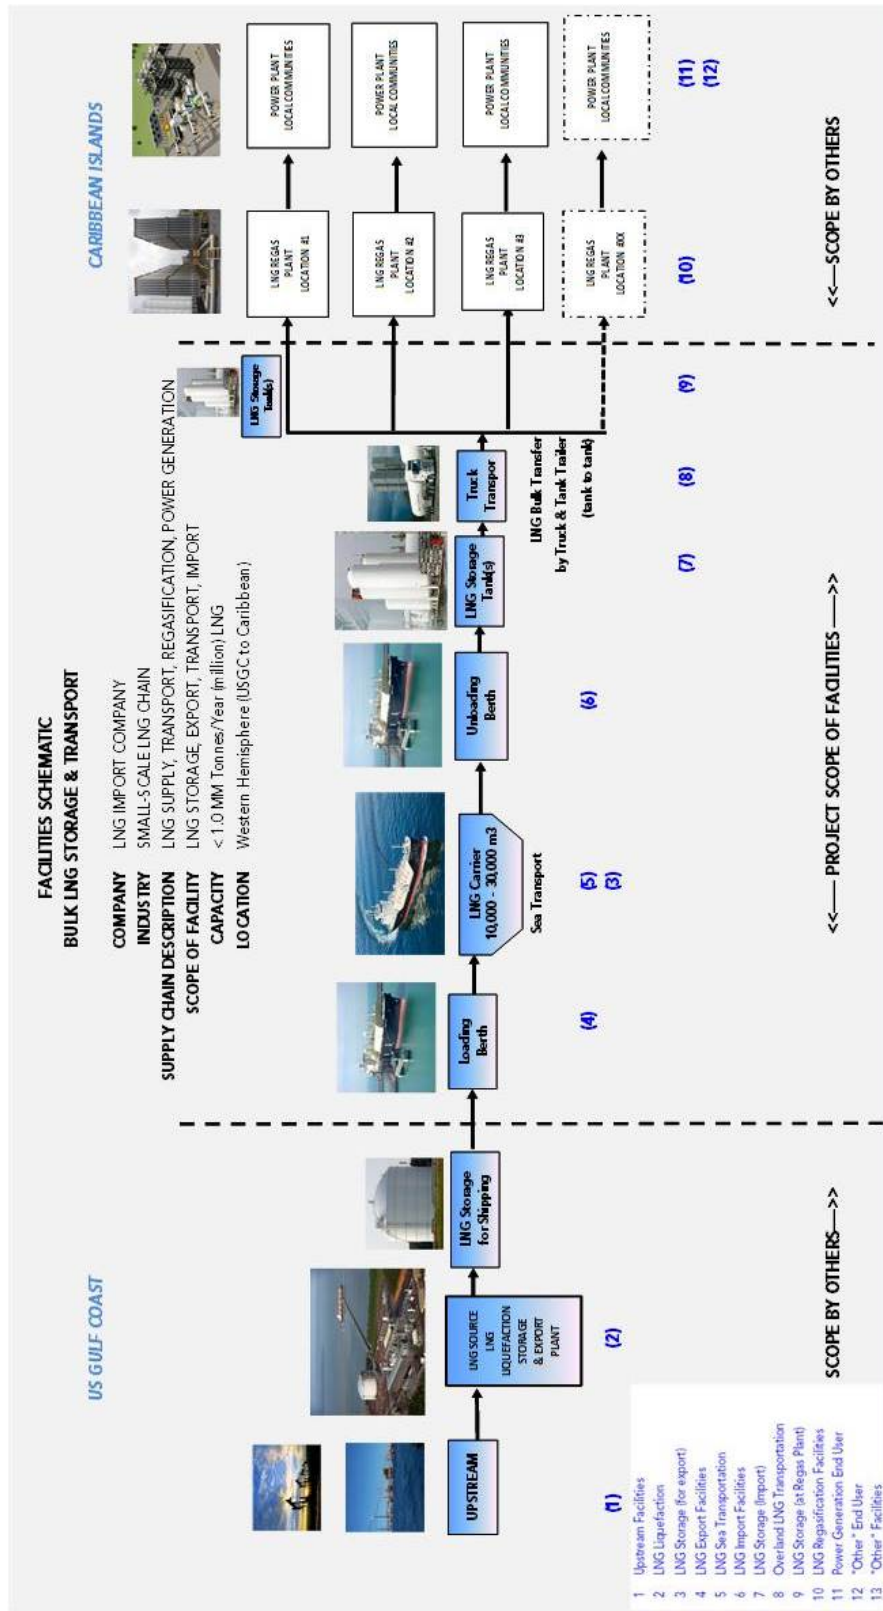 FACILITIES SCHEMATIC
BULK LNG STORAGE & TRANSPORT
COMPANY LNG IMPORT COMPANY
INDUSTRY SMALL-SCALE LNG CHAIN
SUPPLY CHAIN DESCRIPTION LNG SUPPLY, TRANSPORT, REGASIFICATION, POWER GENERATION
SCOPE OF FACILITY LNG STORAGE, EXPORT, TRANSPORT, IMPORT
CAPACITY < 1.0 MM Tonnes/Year (million) LNG
LOCATION Western Hemisphere (USGC to Caribbean)
US GULF COAST
CARIBBEAN ISLANDS
UPSTREAM
LNG SOURCE
LNG
LIQUEFACTION
STORAGE
& EXPORT
PLANT
LNG Storage
for Shipping
Loading
Berth
LNG Carrier
10,000 - 30,000 m3
Sea Transport
Unloading
Berth
LNG Storage
Tank(s)
Truck
Transpor
LNG Bulk Transfer
by Truck & Tank Trailer
(tank to tank)
LNG Storage
Tank(s)
LNG REGAS
PLANT
LOCATION #1
POWER PLANT
LOCAL COMMUNITIES
LNG REGAS
PLANT
LOCATION #2
POWER PLANT
LOCAL COMMUNITIES
LNG REGAS
PLANT
LOCATION #3
POWER PLANT
LOCAL COMMUNITIES
LNG REGAS
PLANT
LOCATION #XX
POWER PLANT
LOCAL COMMUNITIES
(1)
(2)
(4)
(5)
(3)
(6)
(7)
(8)
(9)
(10)
(11)
(12)
SCOPE BY OTHERS--->>
<<---- PROJECT SCOPE OF FACILITIES ---->>
<<----SCOPE BY OTHERS
1 Upstream Facilities
2 LNG Liquefaction
3 LNG Storage (for export)
4 LNG Export Facilities
5 LNG Sea Transportation
6 LNG Import Facilities
7 LNG Storage (Import)
8 Overland LNG Transportation
9 LNG Storage (at Regas Plant)
10 LNG Regasification Facilities
11 Power Generation End User
12 "Other" End User
13 "Other" Facilities